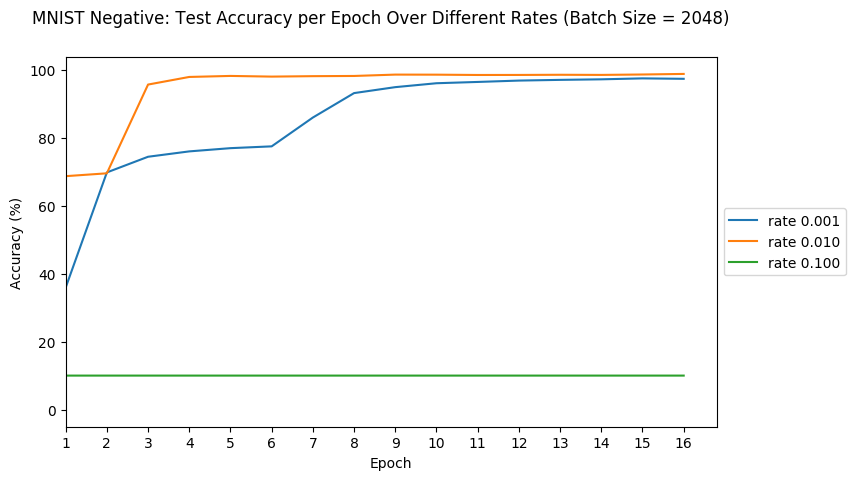 MNIST Negative: Test Accuracy per Epoch Over Different Rates (Batch Size = 2048)
100
80
60
40
20
0
Accuracy (%)
1 2 3 4 5 6 7 8 9 10 11 12 13 14 15 16
Epoch
rate 0.001
rate 0.010
rate 0.100